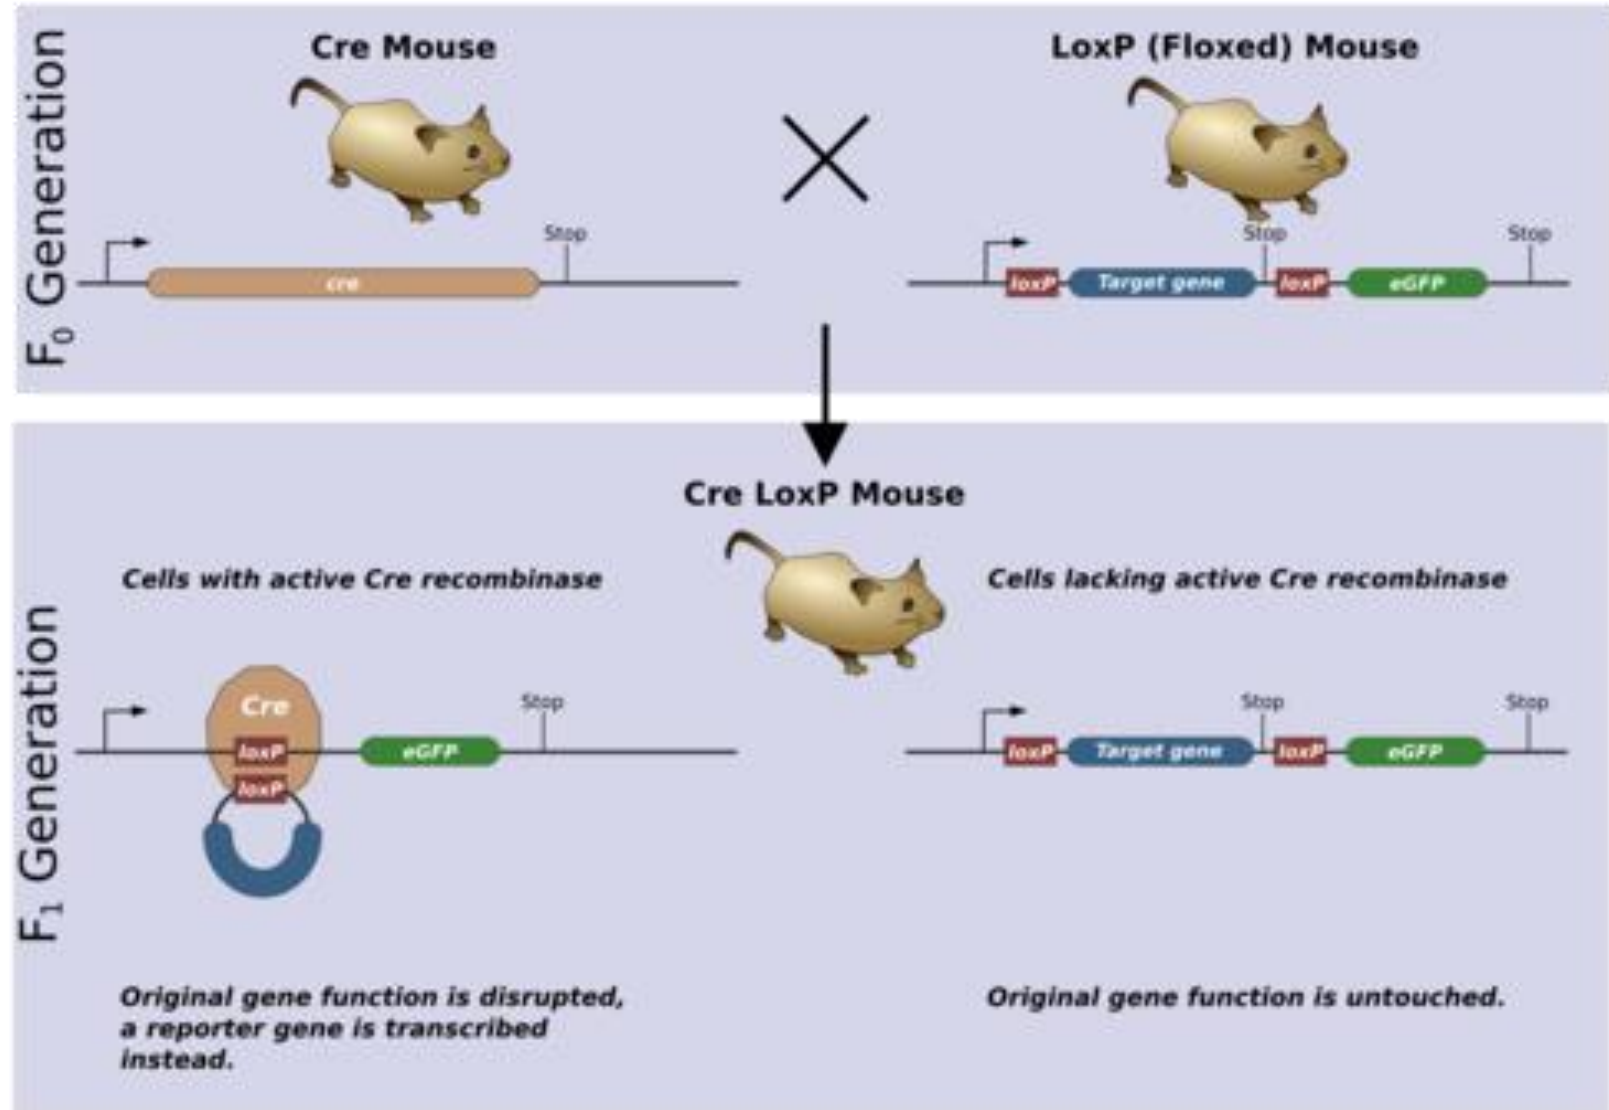 F0 Generation
Cre Mouse
LoxP (Floxed) Mouse
Stop
cre
Stop
Stop
loxP
Target gene
loxP
eGFP
F1 Generation
Cre LoxP Mouse
Cells with active Cre recombinase
Cells lacking active Cre recombinase
Cre
loxP
loxP
eGFP
Stop
Stop
Stop
loxP
Target gene
loxP
eGFP
Original gene function is disrupted,
a reporter gene is transcribed
instead.
Original gene function is untouched.